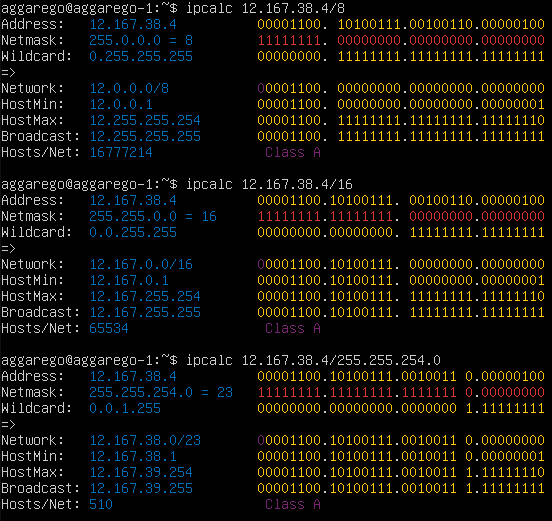 aggarego@aggarego-1:~$ ipcalc 12.167.38.4/8
Address:   12.167.38.4          00001100. 10100111.00100110.00000100
Netmask:   255.0.0.0 = 8        11111111. 00000000.00000000.00000000
Wildcard:  0.255.255.255        00000000. 11111111.11111111.11111111
=>
Network:   12.0.0.0/8           00001100. 00000000.00000000.00000000
HostMin:   12.0.0.1             00001100. 00000000.00000000.00000001
HostMax:   12.255.255.254       00001100. 11111111.11111111.11111110
Broadcast: 12.255.255.255       00001100. 11111111.11111111.11111111
Hosts/Net: 16777214              Class A
aggarego@aggarego-1:~$ ipcalc 12.167.38.4/16
Address:   12.167.38.4          00001100.10100111. 00100110.00000100
Netmask:   255.255.0.0 = 16     11111111.11111111. 00000000.00000000
Wildcard:  0.0.255.255          00000000.00000000. 11111111.11111111
=>
Network:   12.167.0.0/16        00001100.10100111. 00000000.00000000
HostMin:   12.167.0.1           00001100.10100111. 00000000.00000001
HostMax:   12.167.255.254       00001100.10100111. 11111111.11111110
Broadcast: 12.167.255.255       00001100.10100111. 11111111.11111111
Hosts/Net: 65534                 Class A
aggarego@aggarego-1:~$ ipcalc 12.167.38.4/255.255.254.0
Address:   12.167.38.4          00001100.10100111.0010011 0.00000100
Netmask:   255.255.254.0 = 23   11111111.11111111.1111111 0.00000000
Wildcard:  0.0.1.255            00000000.00000000.0000000 1.11111111
=>
Network:   12.167.38.0/23       00001100.10100111.0010011 0.00000000
HostMin:   12.167.38.1          00001100.10100111.0010011 0.00000001
HostMax:   12.167.39.254        00001100.10100111.0010011 1.11111110
Broadcast: 12.167.39.255        00001100.10100111.0010011 1.11111111
Hosts/Net: 510                   Class A